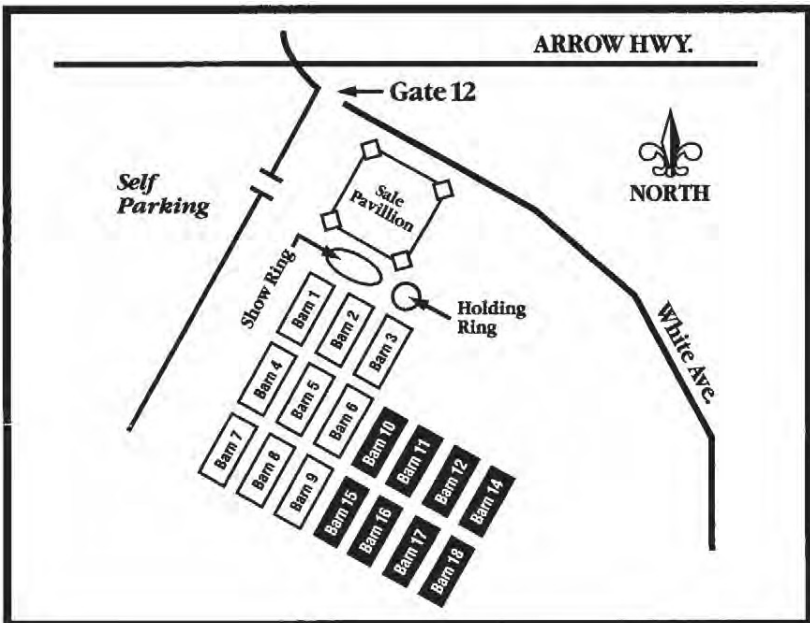 ARROW HWY.
Gate 12
NORTH
Self
Parking
Sale
Pavillion
Show Ring
Holding
Ring
White Ave.
Barn 1
Barn 2
Barn 3
Barn 4
Barn 5
Barn 6
Barn 7
Barn 8
Barn 9
Barn 10
Barn 11
Barn 12
Barn 14
Barn 15
Barn 16
Barn 17
Barn 18